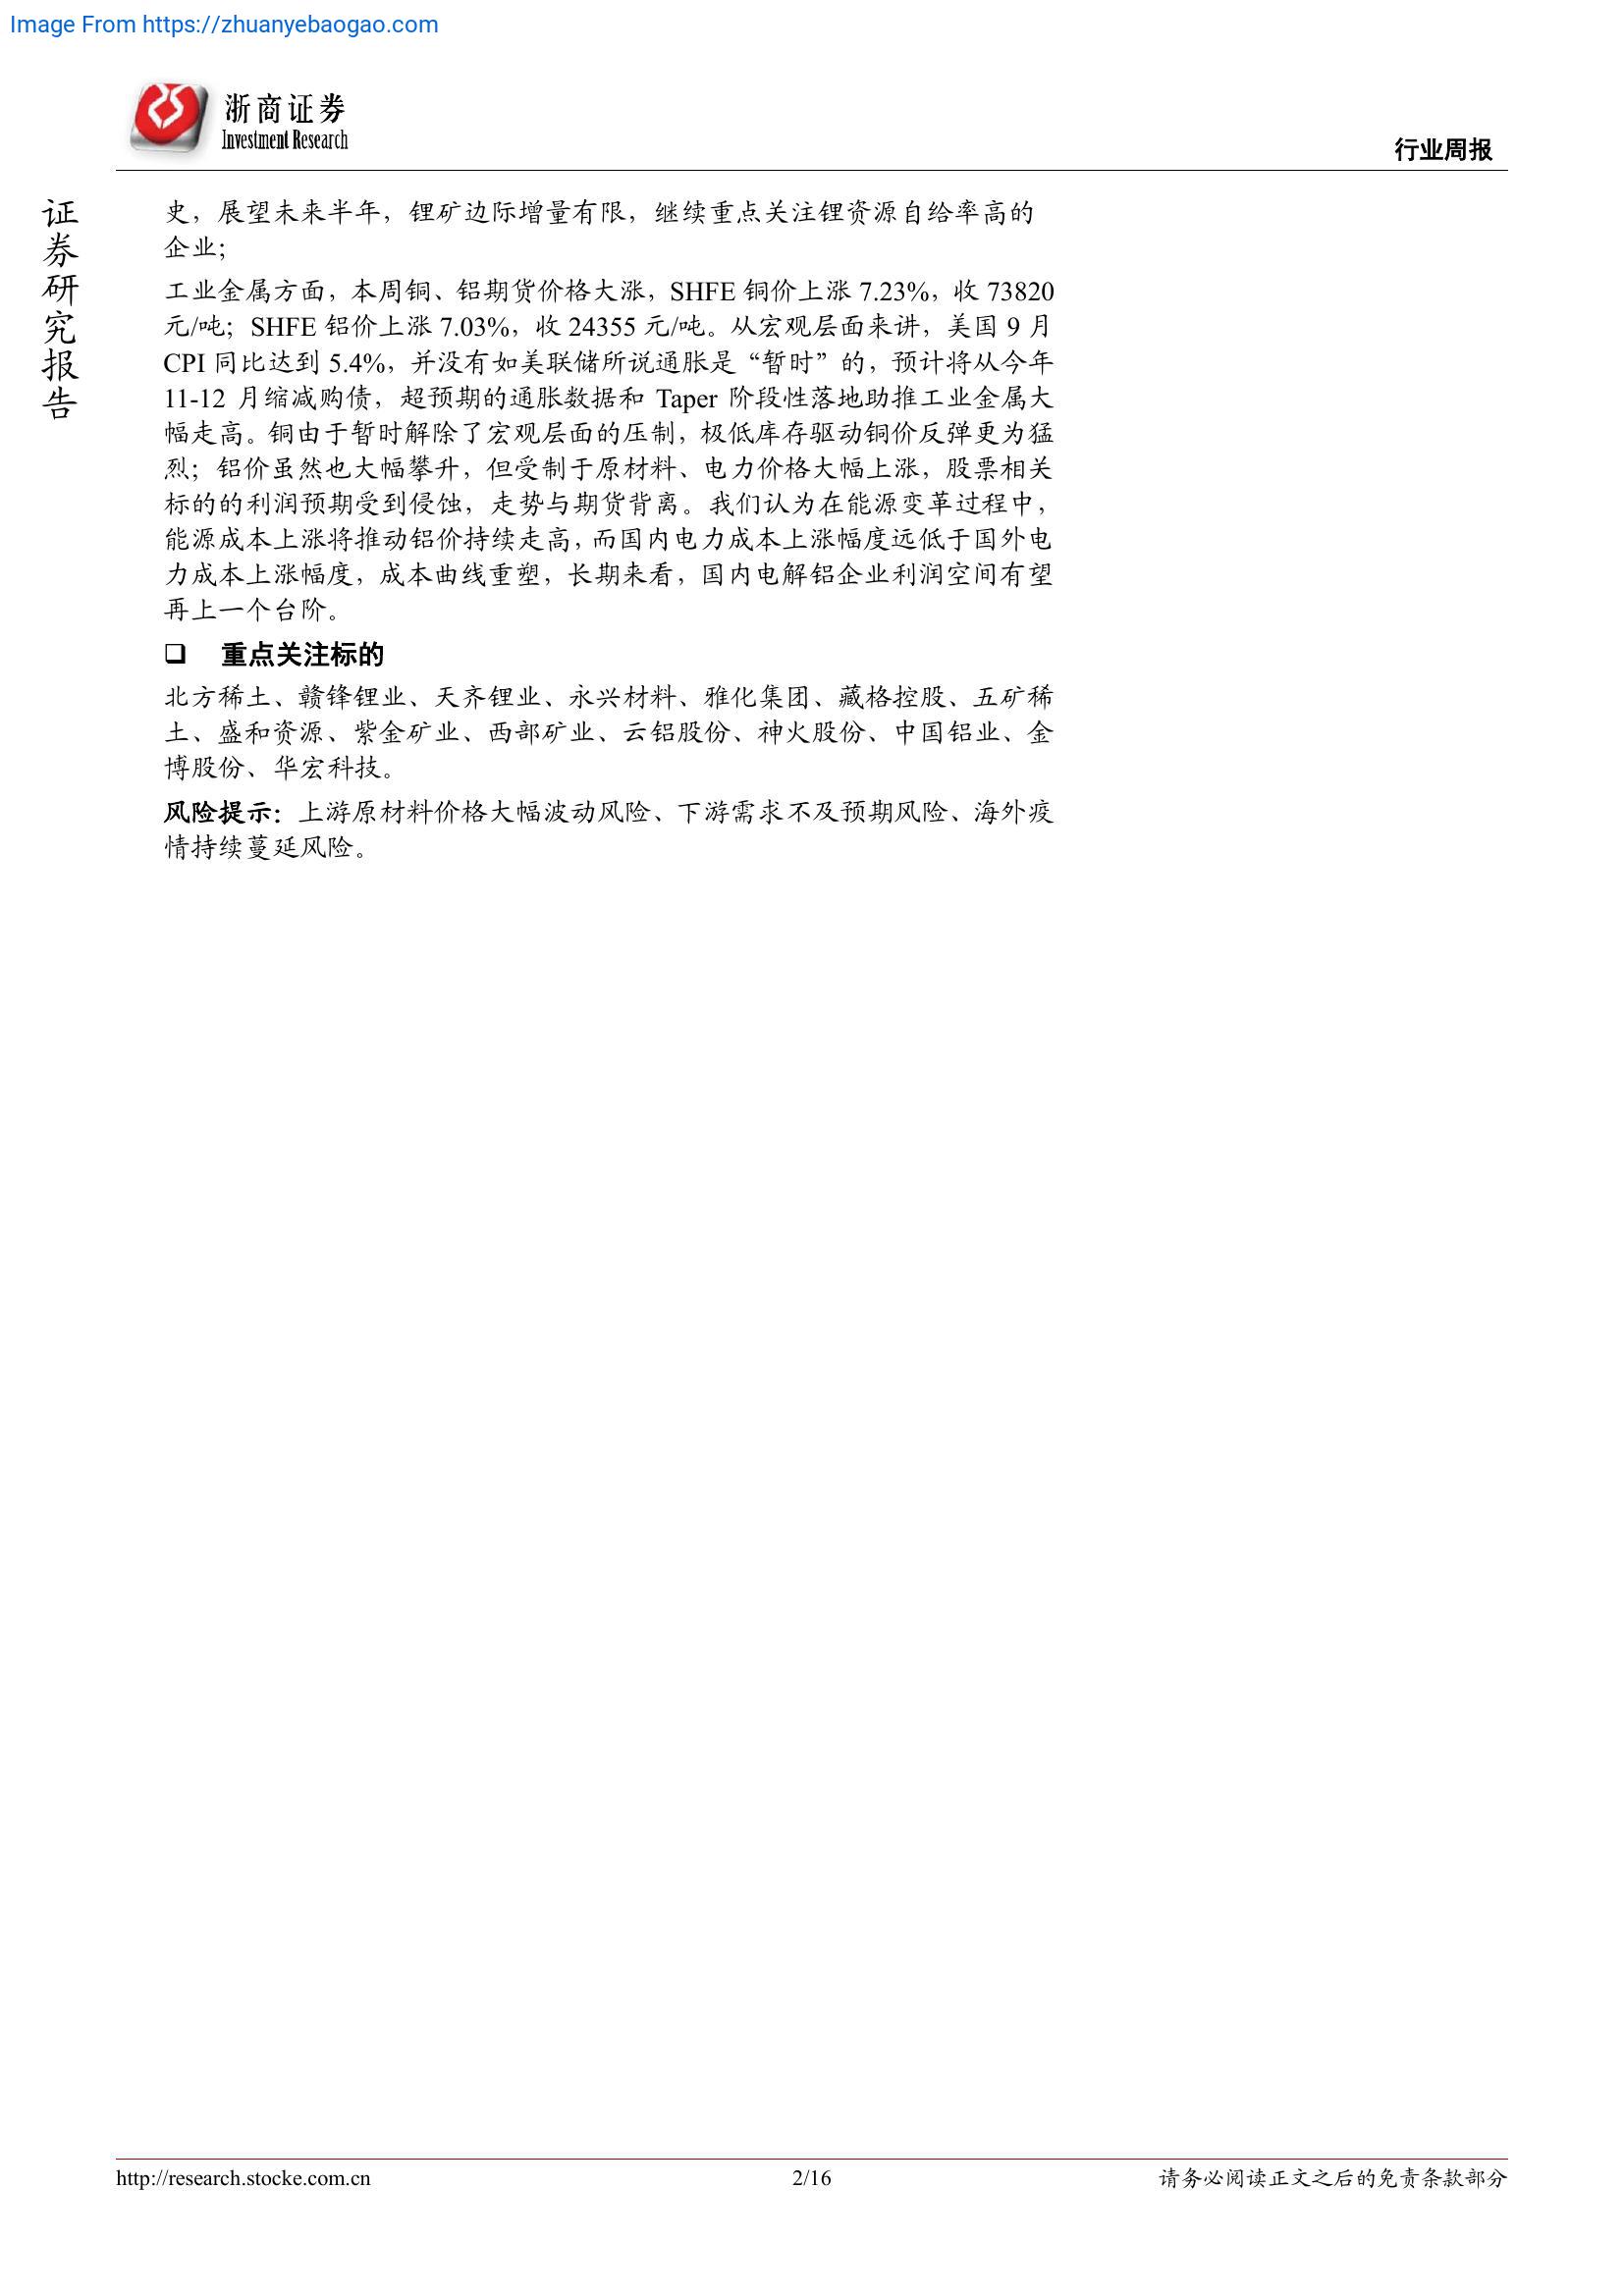 Image From https://zhuanyebaogao.com
浙商证券
Investment Research
行业周报
证券研究报告
史，展望未来半年，锂矿边际增量有限，继续重点关注锂资源自给率高的
企业；
工业金属方面，本周铜、铝期货价格大涨，SHFE 铜价上涨 7.23%，收 73820
元/吨；SHFE 铝价上涨 7.03%，收 24355 元/吨。从宏观层面来讲，美国 9 月
CPI 同比达到 5.4%，并没有如美联储所说通胀是“暂时”的，预计将从今年
11-12 月缩减购债，超预期的通胀数据和 Taper 阶段性落地助推工业金属大
幅走高。铜由于暂时解除了宏观层面的压制，极低库存驱动铜价反弹更为猛
烈；铝价虽然也大幅攀升，但受制于原材料、电力价格大幅上涨，股票相关
标的的利润预期受到侵蚀，走势与期货背离。我们认为在能源变革过程中，
能源成本上涨将推动铝价持续走高，而国内电力成本上涨幅度远低于国外电
力成本上涨幅度，成本曲线重塑，长期来看，国内电解铝企业利润空间有望
再上一个台阶。
❑ 重点关注标的
北方稀土、赣锋锂业、天齐锂业、永兴材料、雅化集团、藏格控股、五矿稀
土、盛和资源、紫金矿业、西部矿业、云铝股份、神火股份、中国铝业、金
博股份、华宏科技。
风险提示：上游原材料价格大幅波动风险、下游需求不及预期风险、海外疫
情持续蔓延风险。
http://research.stocke.com.cn
2/16
请务必阅读正文之后的免责条款部分